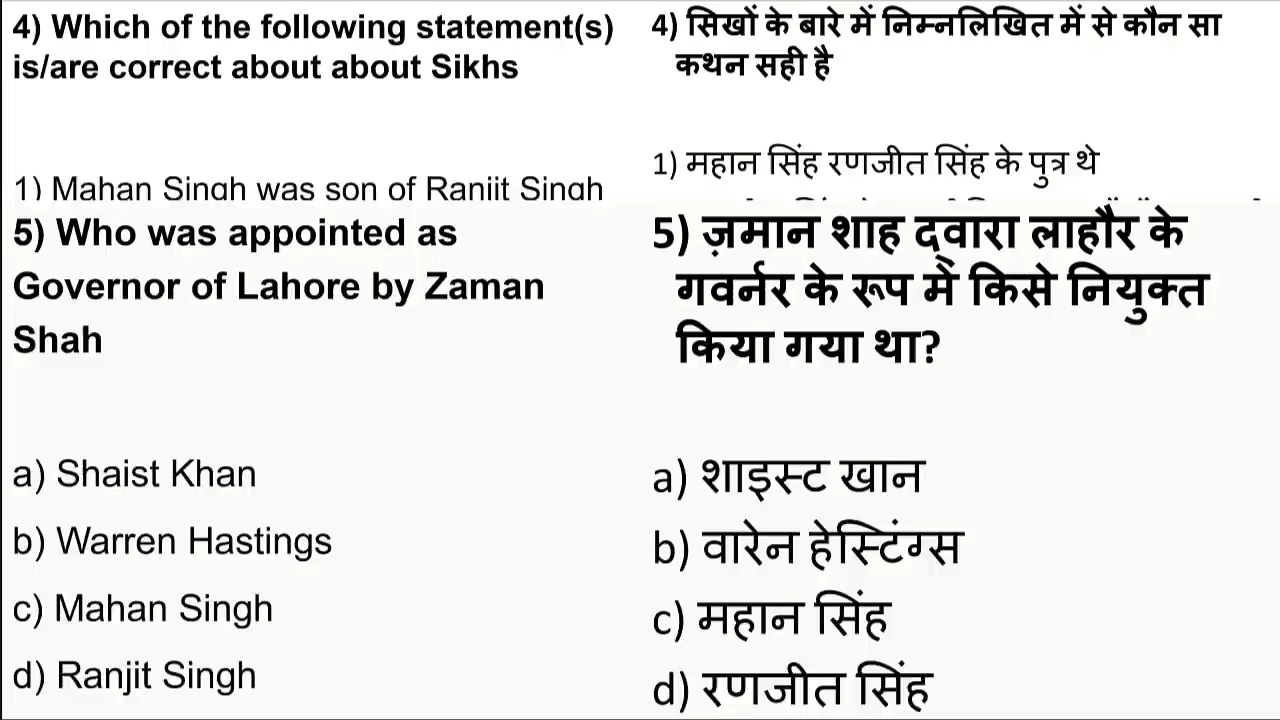 4) Which of the following statement(s)
is/are correct about about Sikhs
1) Mahan Singh was son of Ranjit Singh
5) Who was appointed as
Governor of Lahore by Zaman
Shah
a) Shaist Khan
b) Warren Hastings
c) Mahan Singh
d) Ranjit Singh
4) सिखों के बारे में निम्नलिखित में से कौन सा
कथन सही है
1) महान सिंह रणजीत सिंह के पुत्र थे
5) ज़मान शाह द्वारा लाहौर के
गवर्नर के रूप में किसे नियुक्त
किया गया था?
a) शाइस्ट खान
b) वारेन हेस्टिंग्स
c) महान सिंह
d) रणजीत सिंह